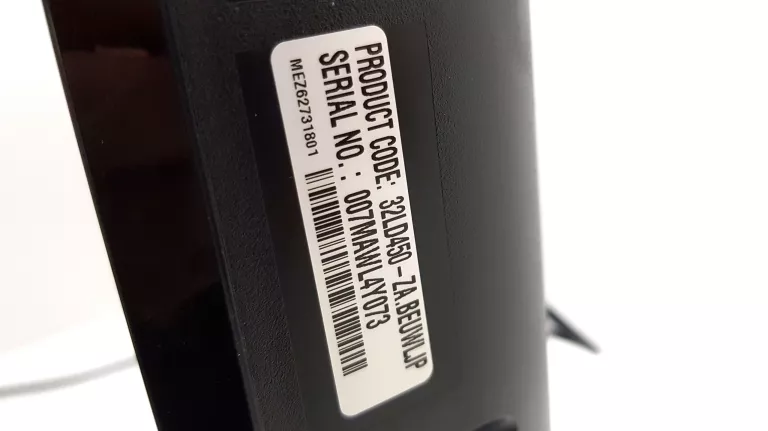 PRODUCT CODE: 32LD450-ZA.BEUWLJP
SERIAL NO.: 007MAWL4Y073
MEZ62731801